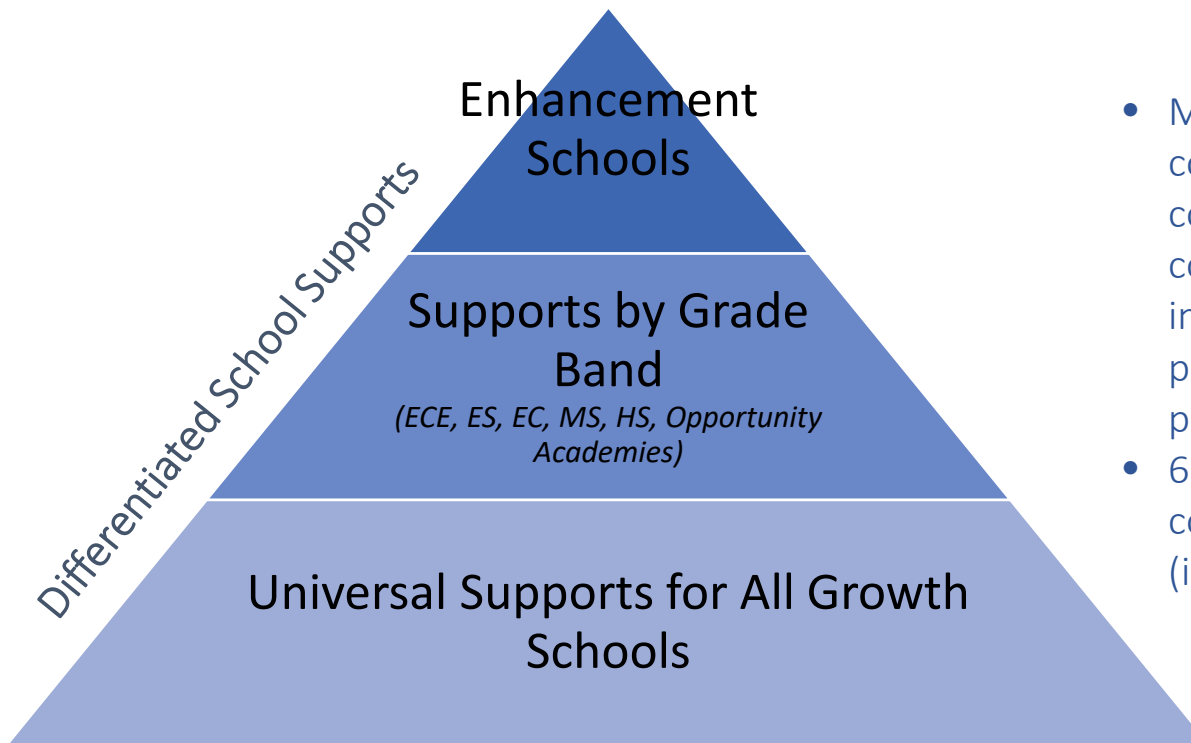 Enhancement
Schools
Differentiated School Supports
Supports by Grade
Band
(ECE, ES, EC, MS, HS, Opportunity
Academies)
Universal Supports for All Growth
Schools
• M
•  6